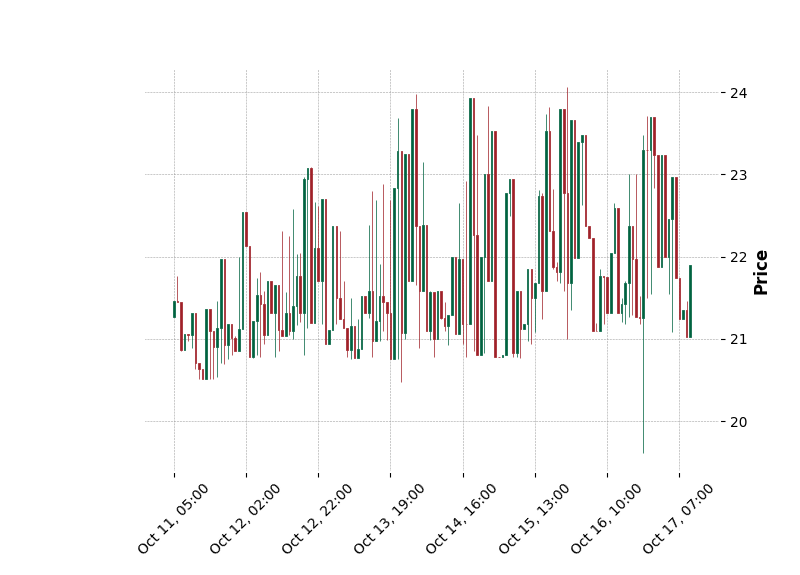 24
23
22
21
20
Price
Oct 11, 05:00
Oct 12, 02:00
Oct 12, 22:00
Oct 13, 19:00
Oct 14, 16:00
Oct 15, 13:00
Oct 16, 10:00
Oct 17, 07:00